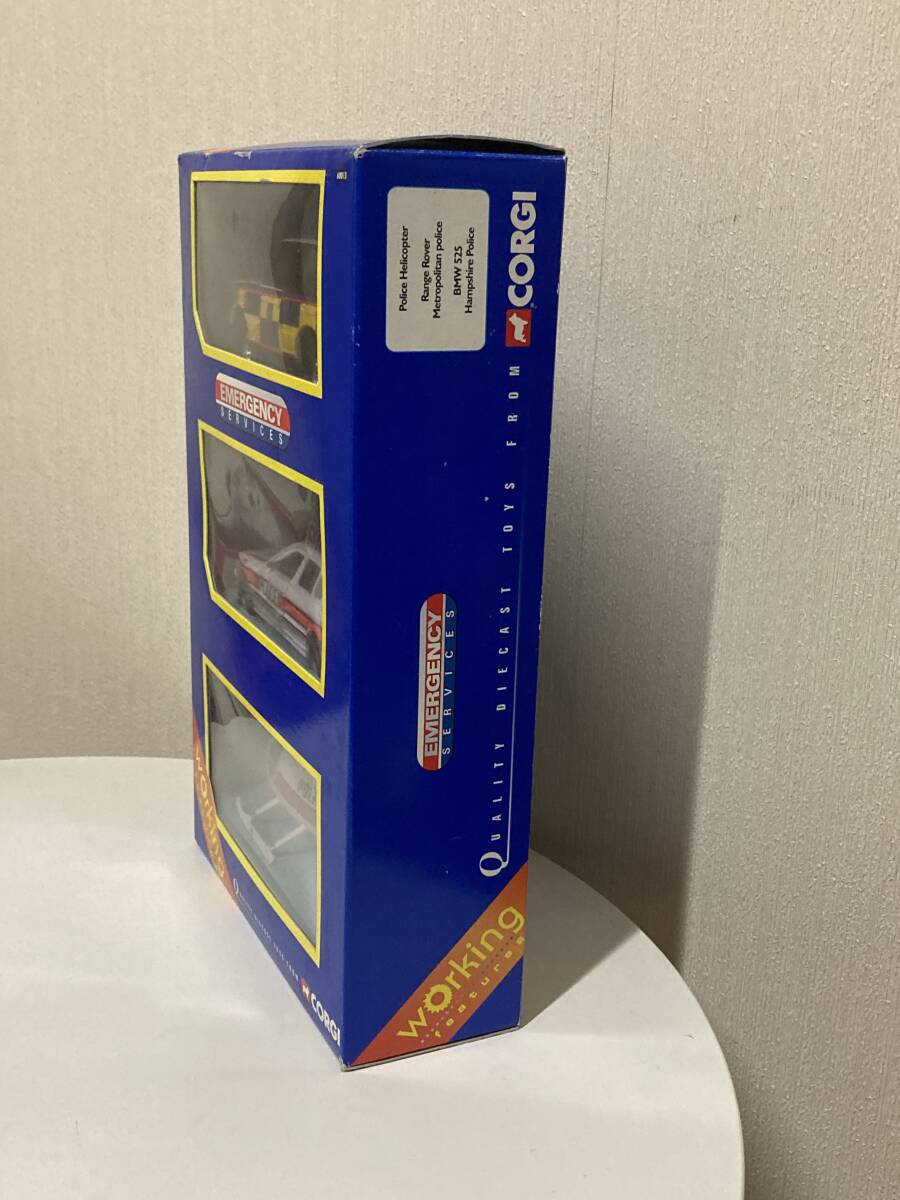 EMERGENCY
SERVICES
working
CORGI
Police Helicopter
Range Rover
Metropolitan police
BMW 525
Hampshire Police
EMERGENCY
SERVICES
QUALITY DIECAST TOYS FROM CORGI
working
features